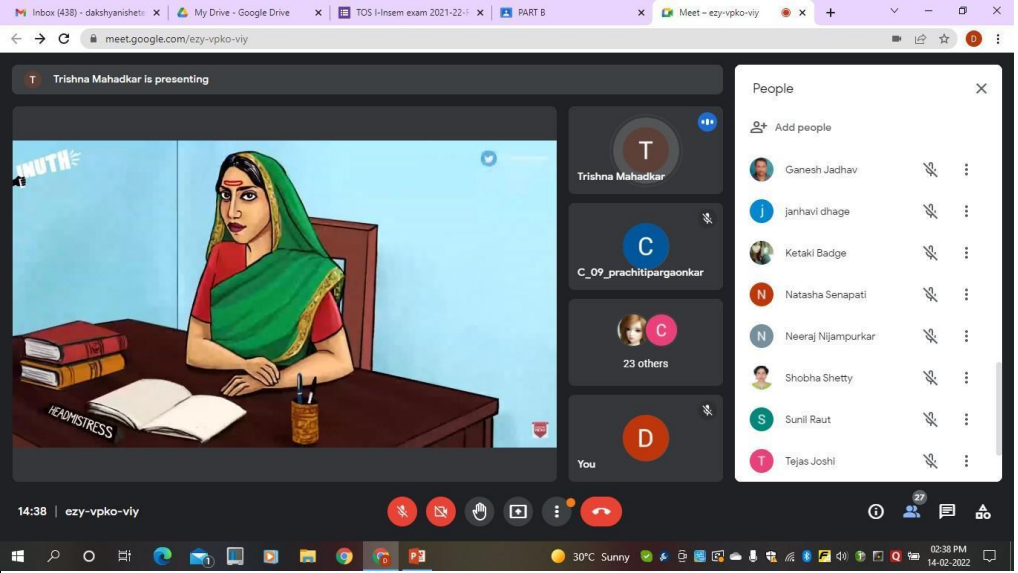 Inbox (438) - dakshyanishete
My Drive - Google Drive
TOS I-Insem exam 2021-22-
PART B
Meet – ezy-vpko-viy
meet.google.com/ezy-vpko-viy
D
T Trishna Mahadkar is presenting
INUTH
HEADMISTRESS
T
Trishna Mahadkar
C
C_09_prachitipargaonkar
C
23 others
D
You
People
Add people
Ganesh Jadhav
j janhavi dhage
Ketaki Badge
N Natasha Senapati
N Neeraj Nijampurkar
Shobha Shetty
S Sunil Raut
T Tejas Joshi
14:38 | ezy-vpko-viy
27
30°C Sunny
02:38 PM
14-02-2022